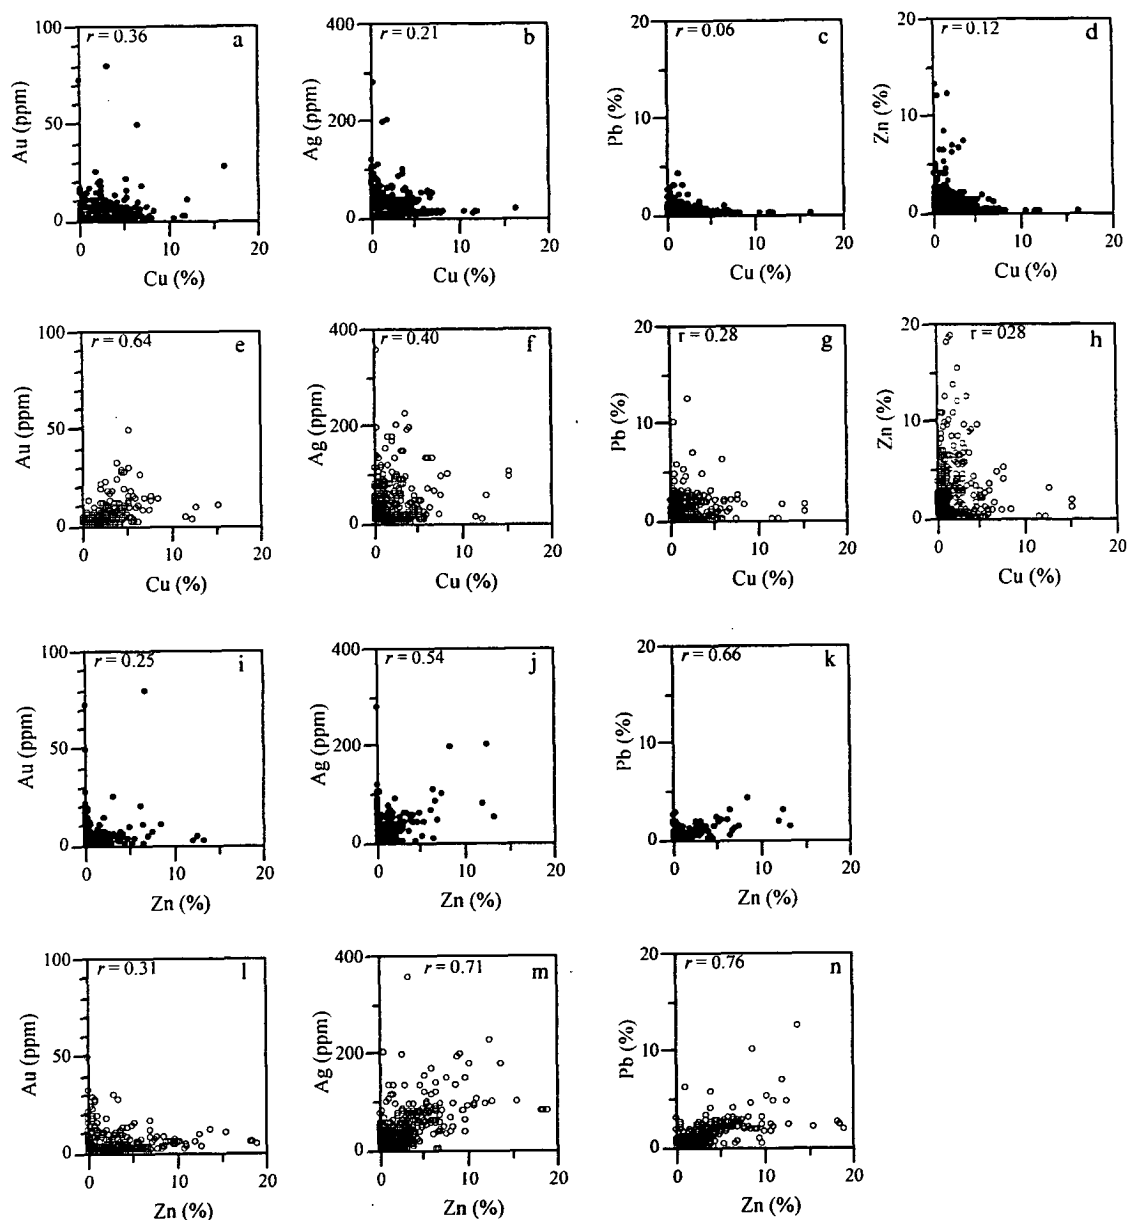 100 r = 0.36 a
50
0
Au (ppm)
0 10 20
Cu (%)
400 r = 0.21 b
200
0
Ag (ppm)
0 10 20
Cu (%)
20 r = 0.06 c
10
0
Pb (%)
0 10 20
Cu (%)
20 r = 0.12 d
10
0
Zn (%)
0 10 20
Cu (%)
100 r = 0.64 e
50
0
Au (ppm)
0 10 20
Cu (%)
400 r = 0.40 f
200
0
Ag (ppm)
0 10 20
Cu (%)
20 r = 0.28 g
10
0
Pb (%)
0 10 20
Cu (%)
20 r = 028 h
10
0
Zn (%)
0 10 20
Cu (%)
100 r = 0.25 i
50
0
Au (ppm)
0 10 20
Zn (%)
400 r = 0.54 j
200
0
Ag (ppm)
0 10 20
Zn (%)
20 r = 0.66 k
10
0
Pb (%)
0 10 20
Zn (%)
100 r = 0.31 l
50
0
Au (ppm)
0 10 20
Zn (%)
400 r = 0.71 m
200
0
Ag (ppm)
0 10 20
Zn (%)
20 r = 0.76 n
10
0
Pb (%)
0 10 20
Zn (%)